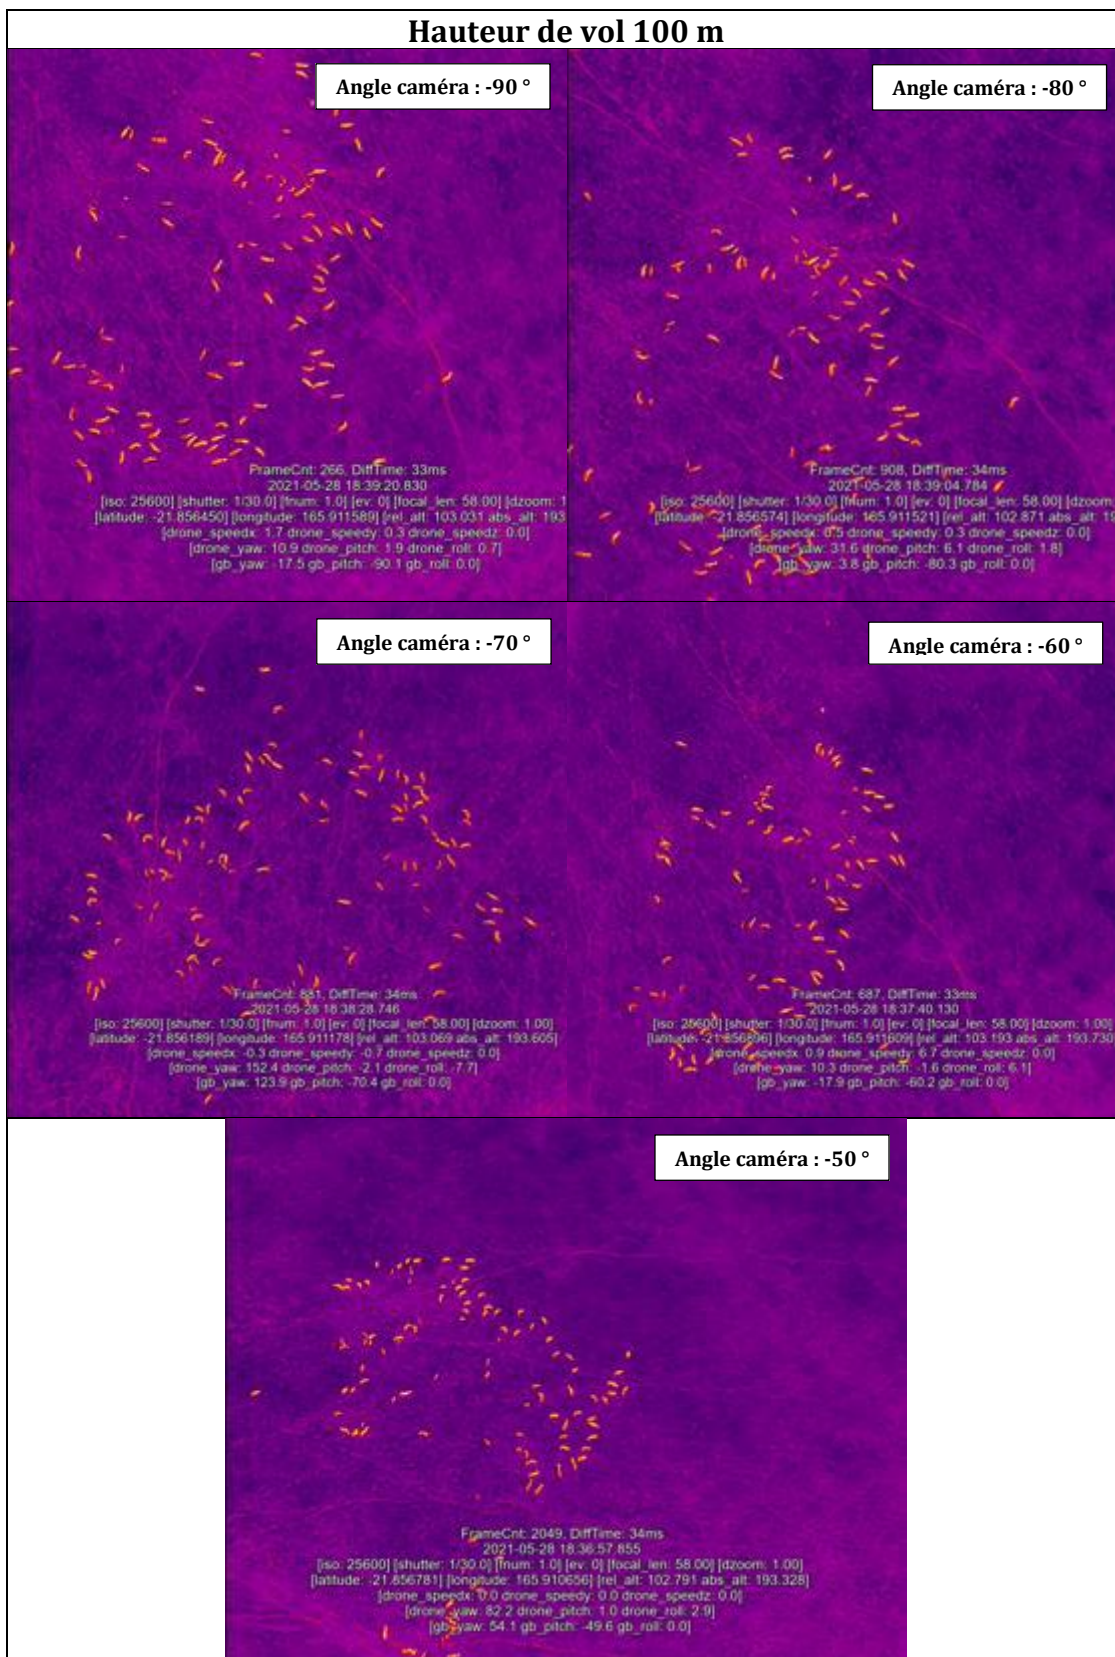 Hauteur de vol 100 m
Angle caméra : -90 °
FrameCnt: 266, DiffTime: 33ms
2021-05-28 18:39:20.830
[iso: 25600] [shutter: 1/30.0] [fnum: 1.0] [ev: 0] [focal_len: 58.00] [dzoom: 1
[latitude: -21.856450] [longitude: 165.911589] [rel_alt: 103.031 abs_alt: 193
[drone_speedx: 1.7 drone_speedy: 0.3 drone_speedz: 0.0]
[drone_yaw: 10.9 drone_pitch: 1.9 drone_roll: 0.7]
[gb_yaw: -17.5 gb_pitch: -90.1 gb_roll: 0.0]
Angle caméra : -80 °
FrameCnt: 908, DiffTime: 34ms
2021-05-28 18:39:04.784
[iso: 25600] [shutter: 1/30.0] [fnum: 1.0] [ev: 0] [focal_len: 58.00] [dzoom:
[latitude: -21.856574] [longitude: 165.911521] [rel_alt: 102.871 abs_alt: 19
[drone_speedx: 0.5 drone_speedy: 0.3 drone_speedz: 0.0]
[drone_yaw: 31.6 drone_pitch: 6.1 drone_roll: 1.8]
[gb_yaw: 3.8 gb_pitch: -80.3 gb_roll: 0.0]
Angle caméra : -70 °
FrameCnt: 881, DiffTime: 34ms
2021-05-28 18:38:28.746
[iso: 25600] [shutter: 1/30.0] [fnum: 1.0] [ev: 0] [focal_len: 58.00] [dzoom: 1.00]
[latitude: -21.856189] [longitude: 165.911178] [rel_alt: 103.069 abs_alt: 193.605]
[drone_speedx: -0.3 drone_speedy: -0.7 drone_speedz: 0.0]
[drone_yaw: 152.4 drone_pitch: -2.1 drone_roll: -7.7]
[gb_yaw: 123.9 gb_pitch: -70.4 gb_roll: 0.0]
Angle caméra : -60 °
FrameCnt: 687, DiffTime: 33ms
2021-05-28 18:37:40.130
[iso: 25600] [shutter: 1/30.0] [fnum: 1.0] [ev: 0] [focal_len: 58.00] [dzoom: 1.00]
[latitude: -21.856896] [longitude: 165.911609] [rel_alt: 103.193 abs_alt: 193.730]
[drone_speedx: 0.9 drone_speedy: 6.7 drone_speedz: 0.0]
[drone_yaw: 10.3 drone_pitch: -1.6 drone_roll: 6.1]
[gb_yaw: -17.9 gb_pitch: -60.2 gb_roll: 0.0]
Angle caméra : -50 °
FrameCnt: 2049, DiffTime: 34ms
2021-05-28 18:36:57.855
[iso: 25600] [shutter: 1/30.0] [fnum: 1.0] [ev: 0] [focal_len: 58.00] [dzoom: 1.00]
[latitude: -21.856781] [longitude: 165.910656] [rel_alt: 102.791 abs_alt: 193.328]
[drone_speedx: 0.0 drone_speedy: 0.0 drone_speedz: 0.0]
[drone_yaw: 82.2 drone_pitch: 1.0 drone_roll: 2.9]
[gb_yaw: 54.1 gb_pitch: -49.6 gb_roll: 0.0]